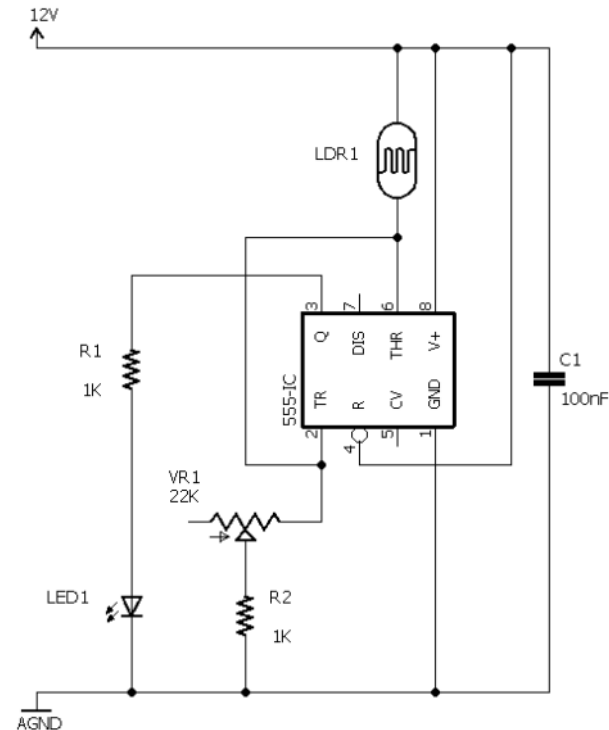 12V
LDR1
3
7
6
8
Q
DIS
THR
V+
R1
1K
C1
100nF
555-IC
TR
R
CV
GND
2
4
5
1
VR1
22K
LED1
R2
1K
AGND